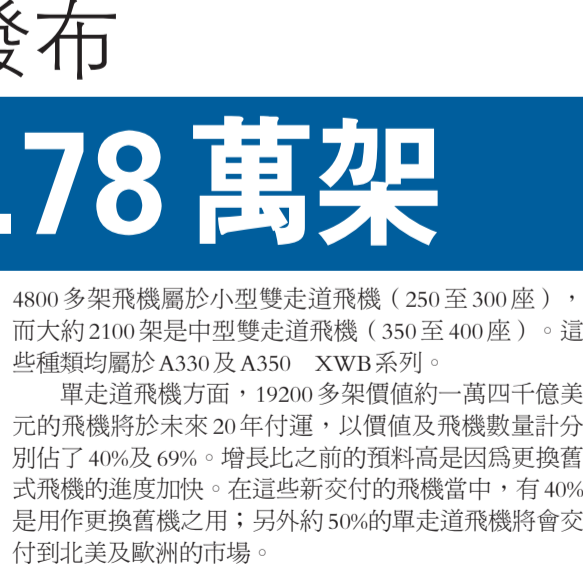 發布
.78 萬架
4800 多架飛機屬於小型雙走道飛機（250 至 300 座），
而大約 2100 架是中型雙走道飛機（350 至 400 座）。這
些種類均屬於 A330 及 A350　XWB 系列。
單走道飛機方面，19200 多架價值約一萬四千億美
元的飛機將於未來 20 年付運，以價值及飛機數量計分
別佔了 40%及 69%。增長比之前的預料高是因為更換舊
式飛機的進度加快。在這些新交付的飛機當中，有 40%
是用作更換舊機之用；另外約 50%的單走道飛機將會交
付到北美及歐洲的市場。